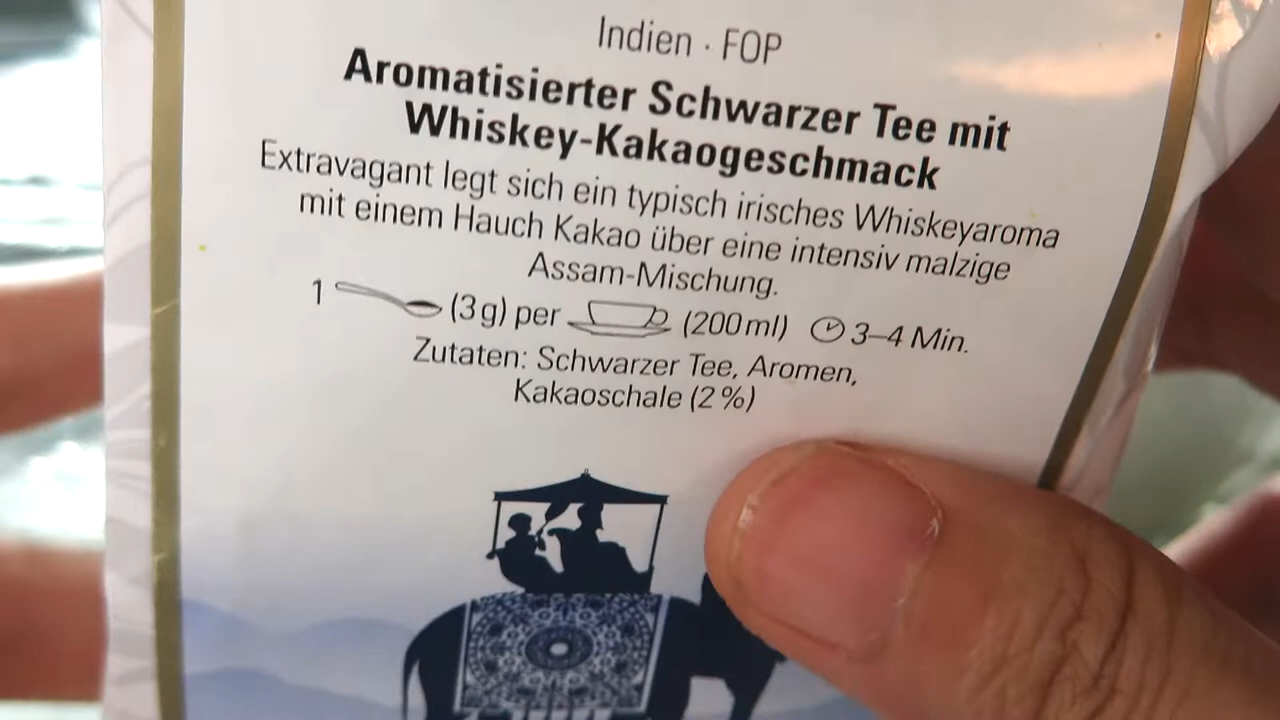 Indien · FOP
Aromatisierter Schwarzer Tee mit
Whiskey-Kakaogeschmack
Extravagant legt sich ein typisch irisches Whiskeyaroma
mit einem Hauch Kakao über eine intensiv malzige
Assam-Mischung.
1 (3g) per (200ml) 3–4 Min.
Zutaten: Schwarzer Tee, Aromen,
Kakaoschale (2%)